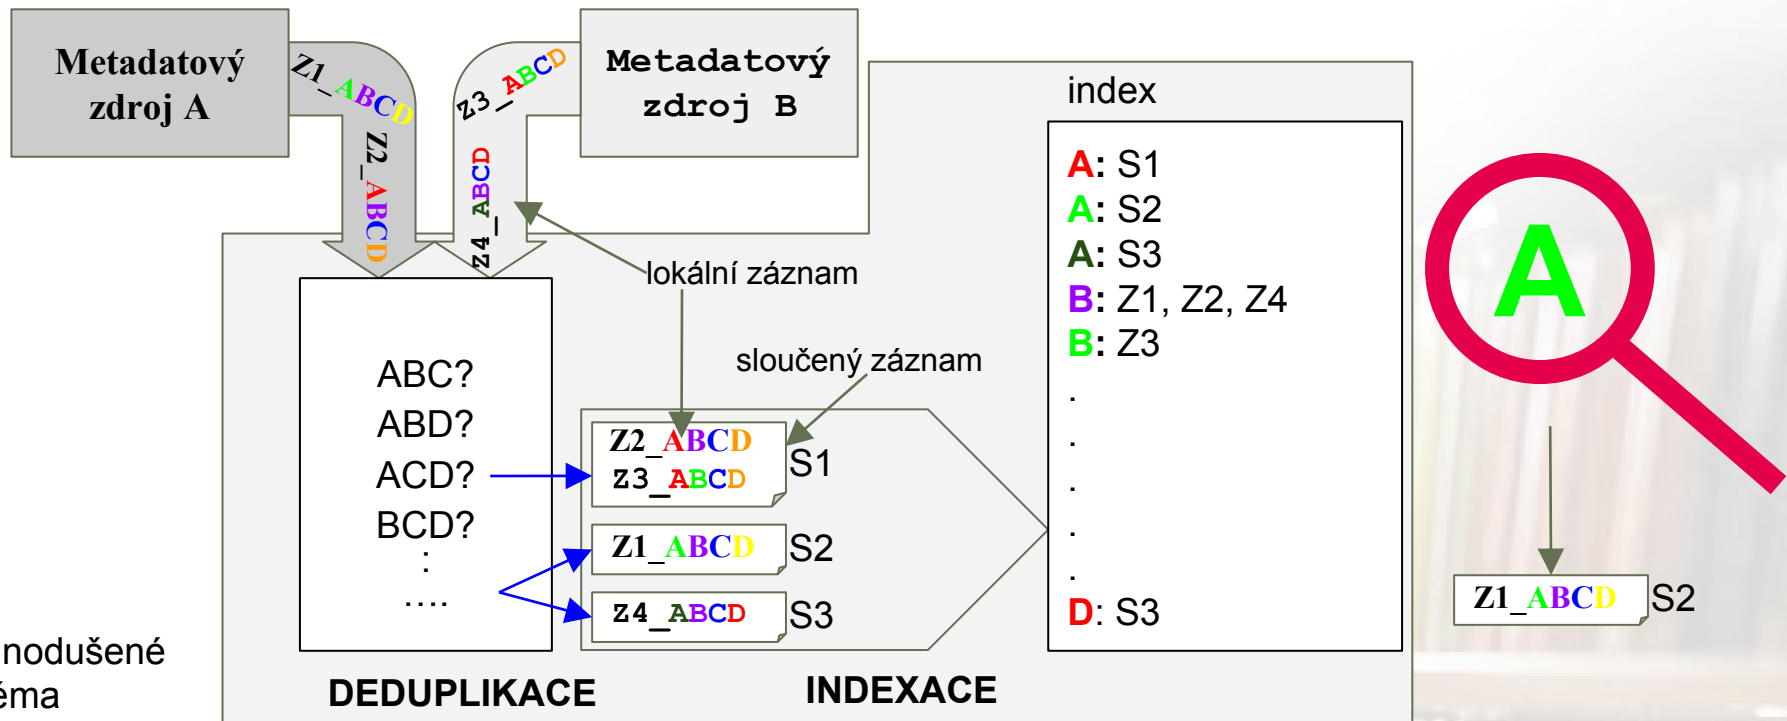 Metadatový
zdroj A
Z1_ABCD
Z2_ABCD
Z3_ABCD
Z4_ABCD
Metadatový
zdroj B
index
A: S1
A: S2
A: S3
B: Z1, Z2, Z4
B: Z3
.
.
.
.
.
D: S3
A
lokální záznam
sloučený záznam
ABC?
ABD?
ACD?
BCD?
:
....
Z2_ABCD
Z3_ABCD
S1
Z1_ABCD
S2
Z4_ABCD
S3
Z1_ABCD
S2
nodušené
éma
DEDUPLIKACE
INDEXACE